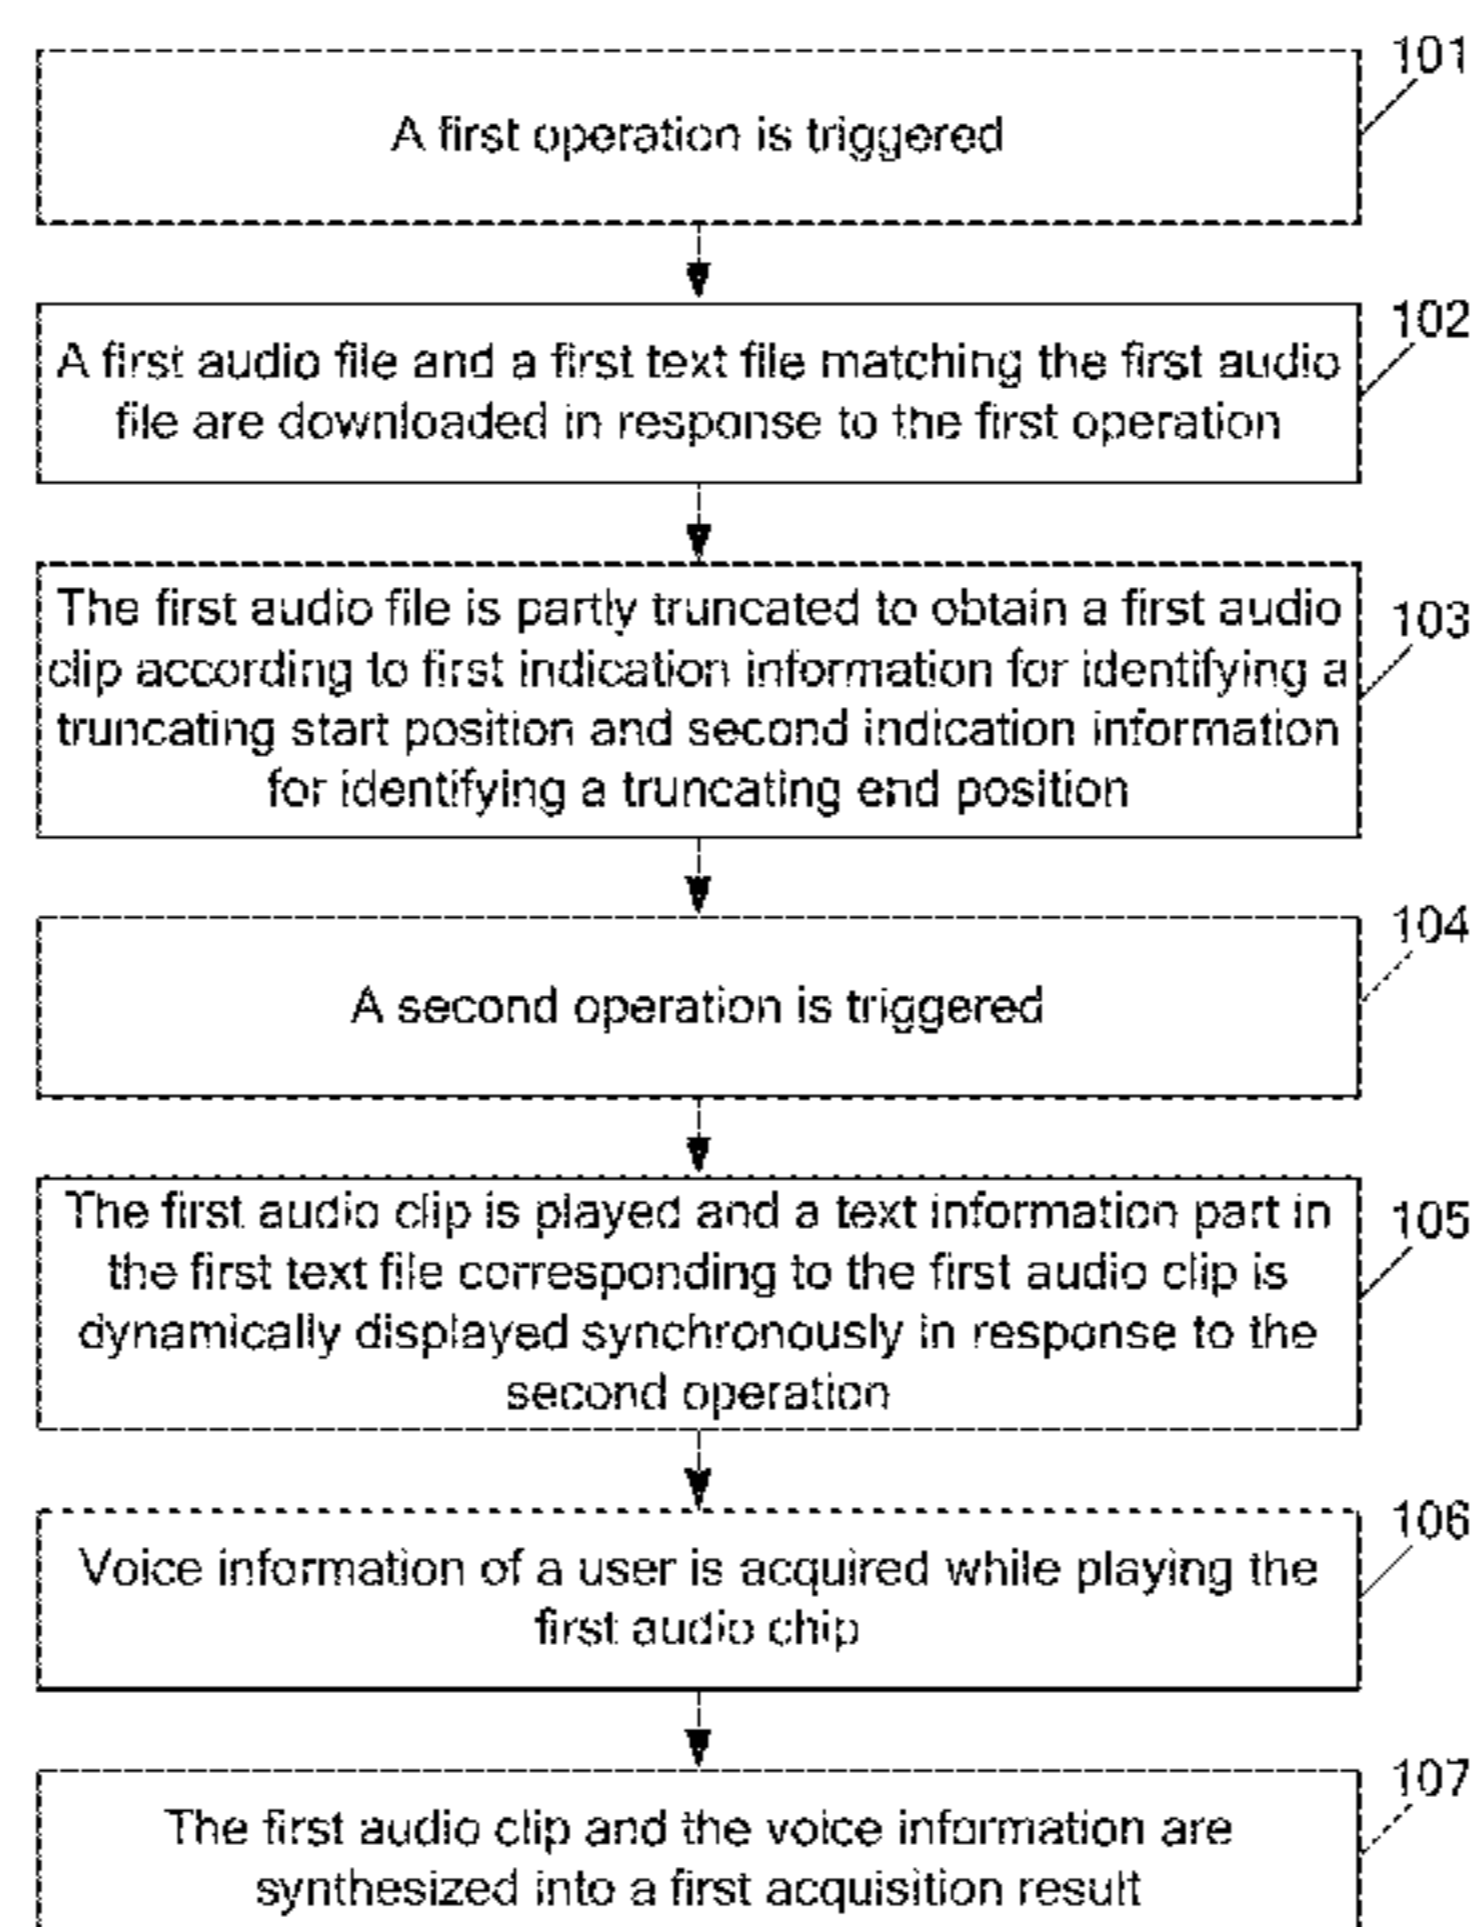 101
A first operation is triggered
102
A first audio file and a first text file matching the first audio
file are downloaded in response to the first operation
103
The first audio file is partly truncated to obtain a first audio
clip according to first indication information for identifying a
truncating start position and second indication information
for identifying a truncating end position
104
A second operation is triggered
105
The first audio clip is played and a text information part in
the first text file corresponding to the first audio clip is
dynamically displayed synchronously in response to the
second operation
106
Voice information of a user is acquired while playing the
first audio chip
107
The first audio clip and the voice information are
synthesized into a first acquisition result